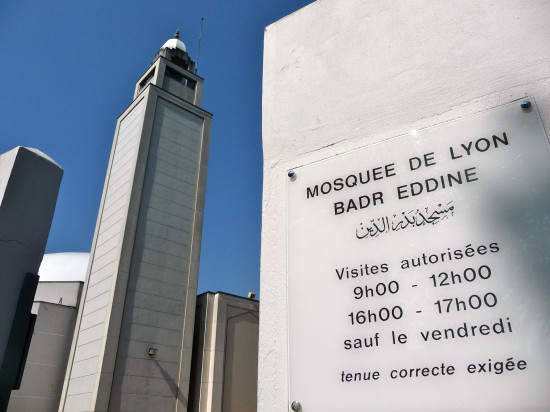 MOSQUEE DE LYON
BADR EDDINE
مسجد بدر الدين
Visites autorisées
9h00 - 12h00
16h00 - 17h00
sauf le vendredi
tenue correcte exigée